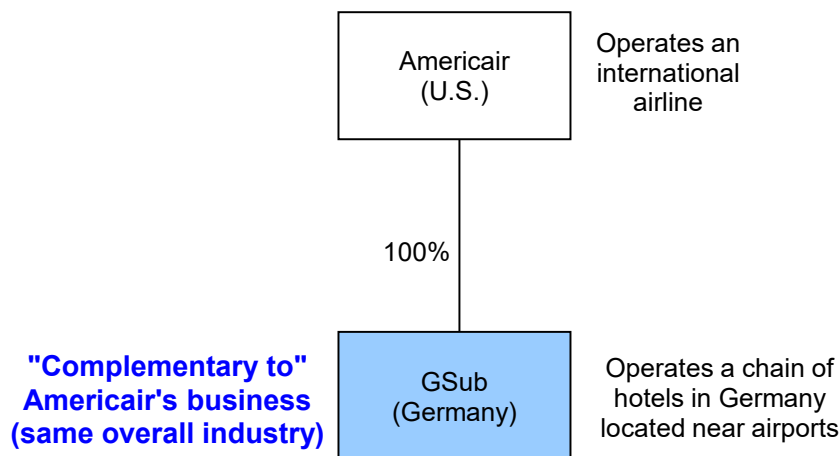 Americair
(U.S.)
Operates an
international
airline
100%
"Complementary to"
Americair's business
(same overall industry)
GSub
(Germany)
Operates a chain of
hotels in Germany
located near airports